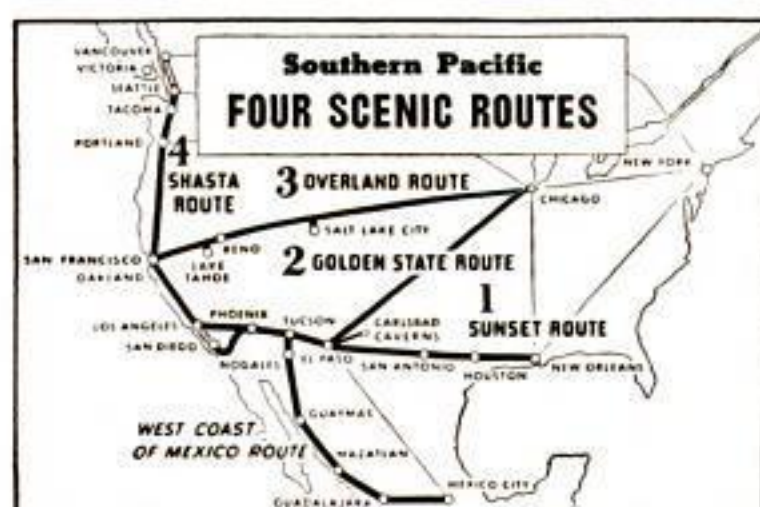 Southern Pacific
FOUR SCENIC ROUTES
VANCOUVER
VICTORIA
SEATTLE
TACOMA
PORTLAND
4
SHASTA
ROUTE
3 OVERLAND ROUTE
NEW YORK
CHICAGO
SALT LAKE CITY
RENO
LAKE
TAHOE
SAN FRANCISCO
OAKLAND
2 GOLDEN STATE ROUTE
1
SUNSET ROUTE
LOS ANGELES
SAN DIEGO
PHOENIX
TUCSON
CARLSBAD
CAVERNS
NOGALES
EL PASO
SAN ANTONIO
HOUSTON
NEW ORLEANS
WEST COAST
OF MEXICO ROUTE
GUAYMAS
MAZATLAN
GUADALAJARA
MEXICO CITY